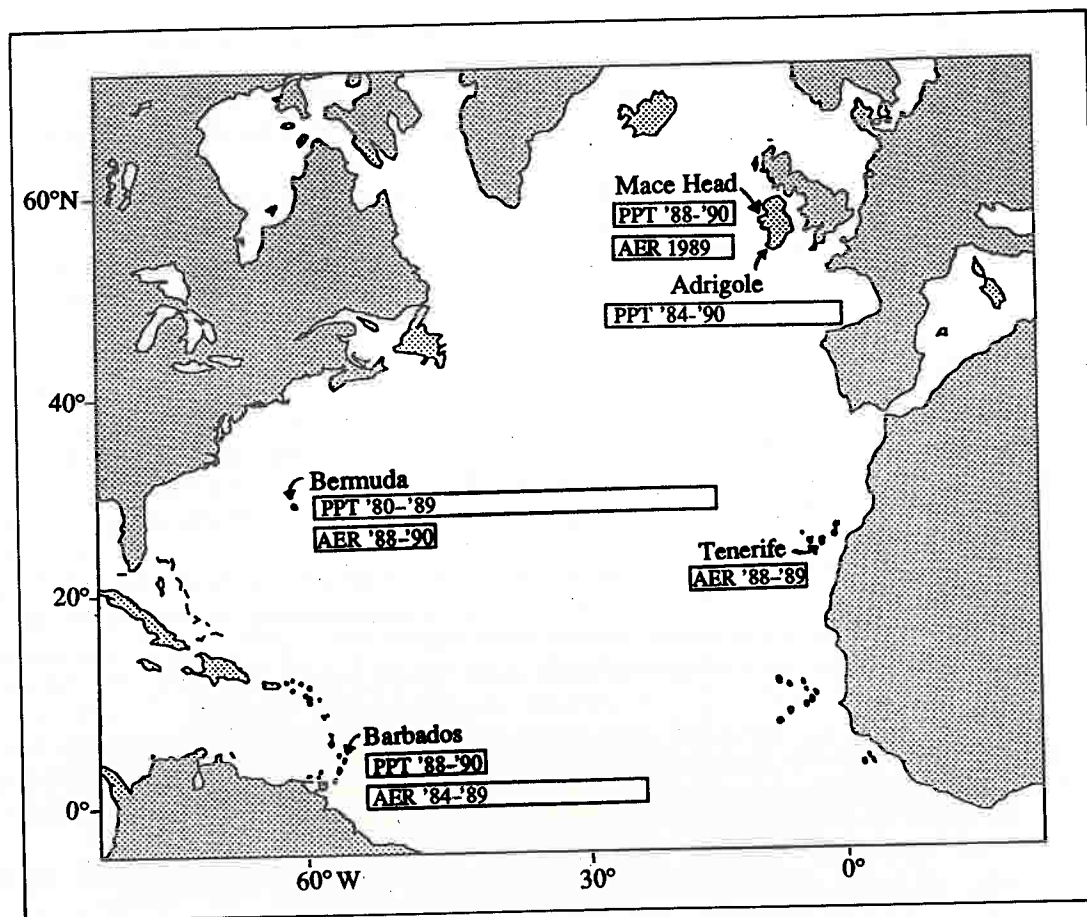 60°N
Mace Head
PPT '88-'90
AER 1989
Adrigole
PPT '84-'90
40°
Bermuda
PPT '80-'89
AER '88-'90
Tenerife
AER '88-'89
20°
Barbados
PPT '88-'90
AER '84-'89
0°
60° W
30°
0°